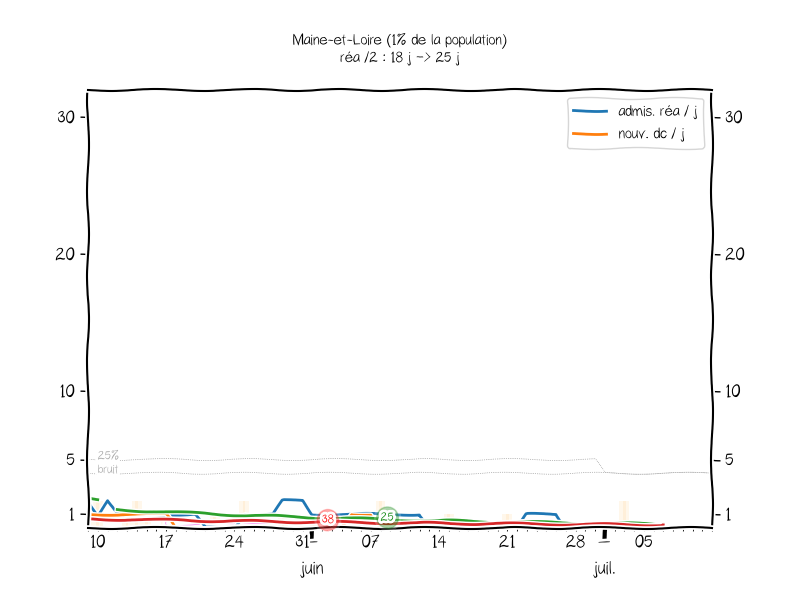 Maine-et-Loire (1% de la population)
réa /2 : 18 j -> 25 j
admis. réa / j
nouv. dc / j
30
30
20
20
10
10
5
5
25%
bruit
1
1
38
25
10 17 24 31 07 14 21 28 05
juin juil.